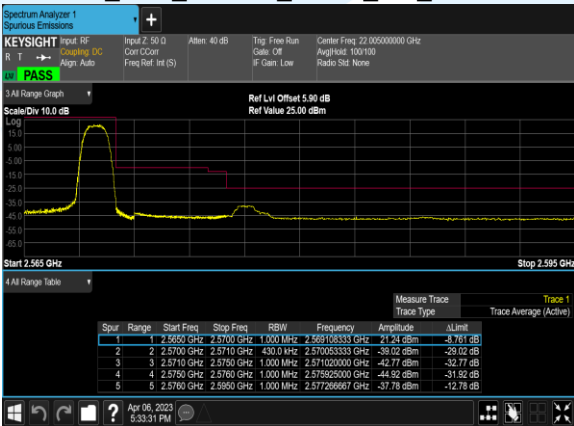 Spectrum Analyzer 1
Spurious Emissions
KEYSIGHT Input: RF Input Z: 50 Ω Atten: 40 dB Trig: Free Run Center Freq: 22.005000000 GHz
R T Coupling: DC Corr CCorr Gate: Off Avg|Hold: 100/100
Align: Auto Freq Ref: Int (S) IF Gain: Low Radio Std: None
PASS
3 All Range Graph
Ref Lvl Offset 5.90 dB
Scale/Div 10.0 dB Ref Value 25.00 dBm
Log
15.0
5.00
-5.00
-15.0
-25.0
-35.0
-45.0
-55.0
-65.0
Start 2.565 GHz Stop 2.595 GHz
4 All Range Table
Measure Trace Trace 1
Trace Type Trace Average (Active)
Spur Range Start Freq Stop Freq RBW Frequency Amplitude ΔLimit
1 1 2.5650 GHz 2.5700 GHz 1.000 MHz 2.569108333 GHz 21.24 dBm -8.761 dB
2 2 2.5700 GHz 2.5710 GHz 430.0 kHz 2.570053333 GHz -39.02 dBm -29.02 dB
3 3 2.5710 GHz 2.5750 GHz 1.000 MHz 2.571020000 GHz -42.77 dBm -32.77 dB
4 4 2.5750 GHz 2.5760 GHz 1.000 MHz 2.575925000 GHz -44.92 dBm -31.92 dB
5 5 2.5760 GHz 2.5950 GHz 1.000 MHz 2.577266667 GHz -37.78 dBm -12.78 dB
? Apr 06, 2023
5:33:31 PM